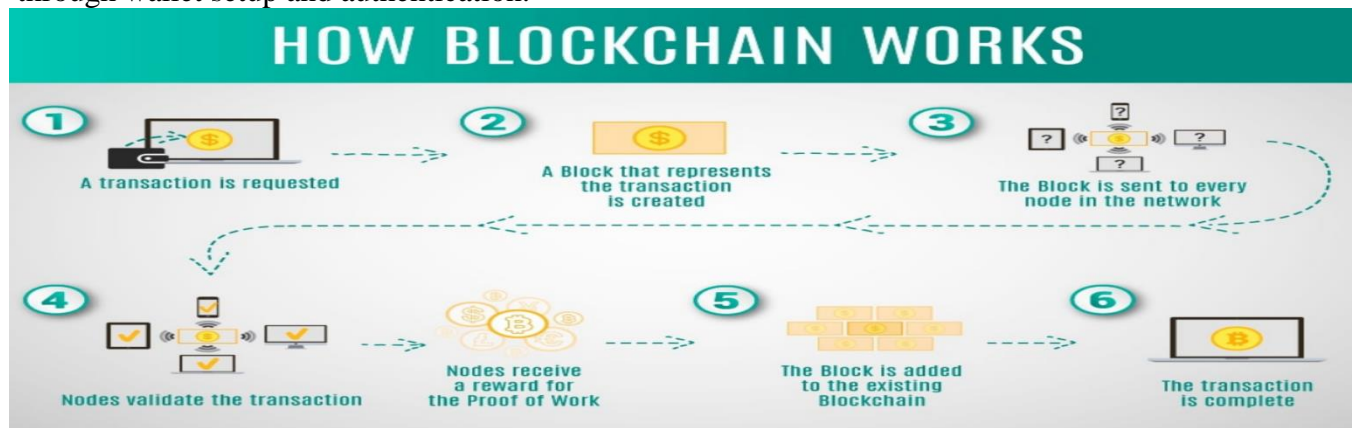 through wallet setup and authentication.
HOW BLOCKCHAIN WORKS
1
A transaction is requested
2
A Block that represents
the transaction
is created
3
The Block is sent to every
node in the network
4
Nodes validate the transaction
Nodes receive
a reward for
the Proof of Work
5
The Block is added
to the existing
Blockchain
6
The transaction
is complete